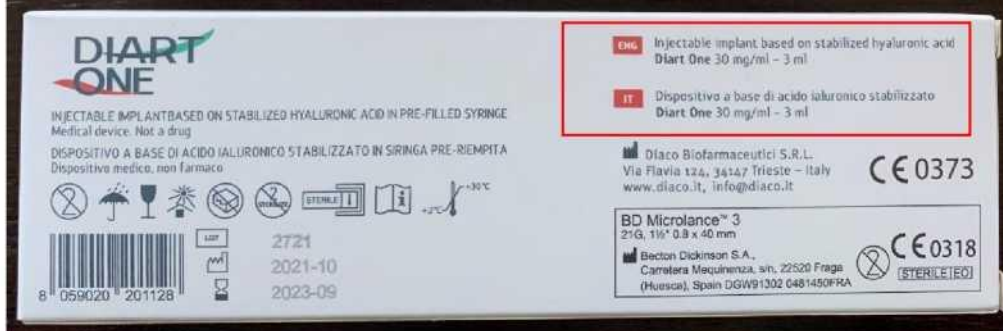 DIART
ONE
INJECTABLE IMPLANTBASED ON STABILIZED HYALURONIC ACID IN PRE-FILLED SYRINGE
Medical device. Not a drug
DISPOSITIVO A BASE DI ACIDO IALURONICO STABILIZZATO IN SIRINGA PRE-RIEMPITA
Dispositivo medico, non farmaco
STERILE
+2°C
+30°C
LOT 2721
2021-10
2023-09
8 059020 201128
ENG Injectable implant based on stabilized hyaluronic acid
Diart One 30 mg/ml – 3 ml
IT Dispositivo a base di acido ialuronico stabilizzato
Diart One 30 mg/ml – 3 ml
Diaco Biofarmaceutici S.R.L.
Via Flavia 124, 34147 Trieste – Italy
www.diaco.it, info@diaco.it
CE 0373
BD Microlance™ 3
21G, 1½" 0.8 x 40 mm
Becton Dickinson S.A.,
Carretera Mequinenza, s/n, 22520 Fraga
(Huesca), Spain DGW91302 0481450FRA
CE 0318
STERILE EO